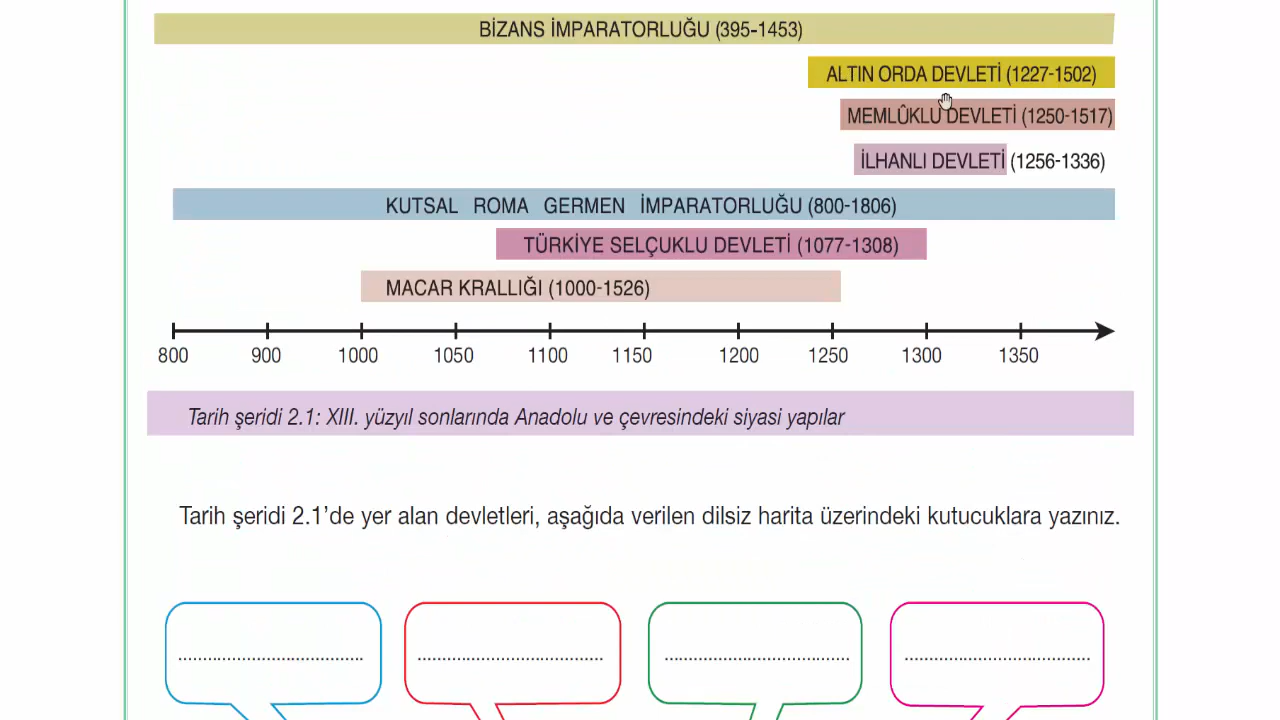 BİZANS İMPARATORLUĞU (395-1453)
ALTIN ORDA DEVLETİ (1227-1502)
MEMLÛKLU DEVLETİ (1250-1517)
İLHANLI DEVLETİ (1256-1336)
KUTSAL ROMA GERMEN İMPARATORLUĞU (800-1806)
TÜRKİYE SELÇUKLU DEVLETİ (1077-1308)
MACAR KRALLIĞI (1000-1526)
800 900 1000 1050 1100 1150 1200 1250 1300 1350
Tarih şeridi 2.1: XIII. yüzyıl sonlarında Anadolu ve çevresindeki siyasi yapılar
Tarih şeridi 2.1’de yer alan devletleri, aşağıda verilen dilsiz harita üzerindeki kutucuklara yazınız.